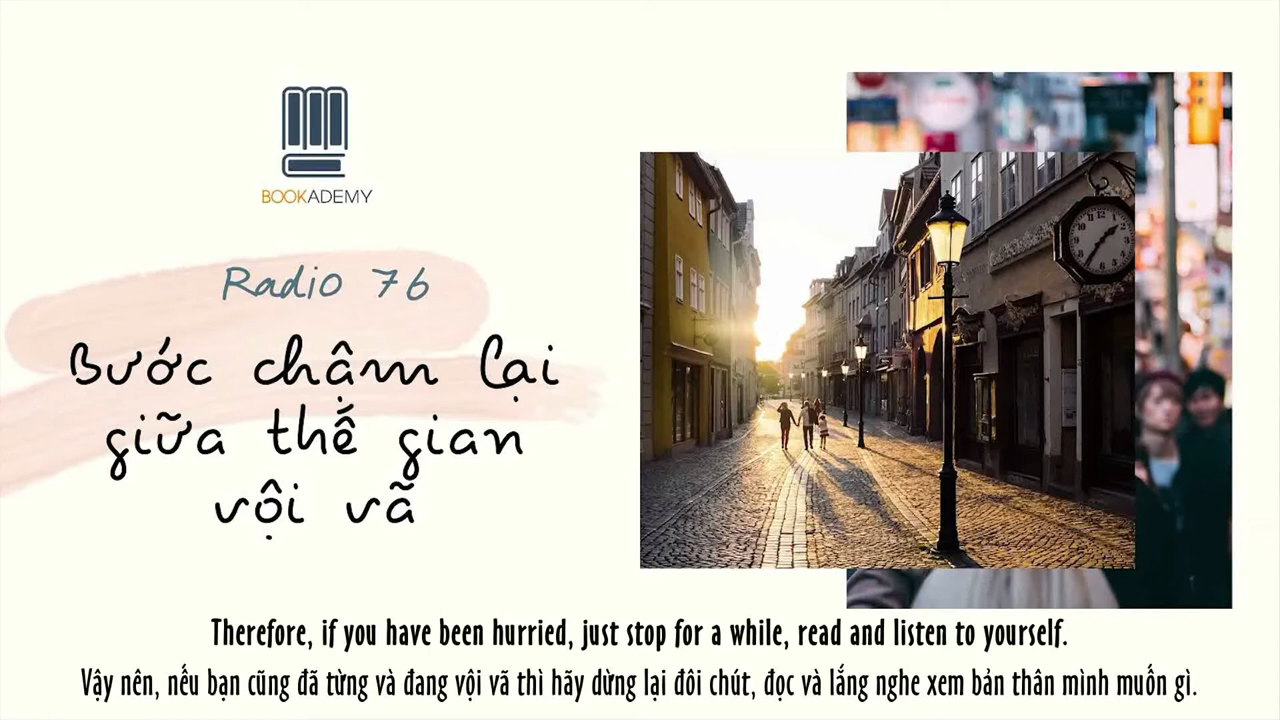 BOOKADEMY
Radio 76
Bước chậm lại
giữa thế gian
vội vã
Therefore, if you have been hurried, just stop for a while, read and listen to yourself.
Vậy nên, nếu bạn cũng đã từng và đang vội vã thì hãy dừng lại đôi chút, đọc và lắng nghe xem bản thân mình muốn gì.